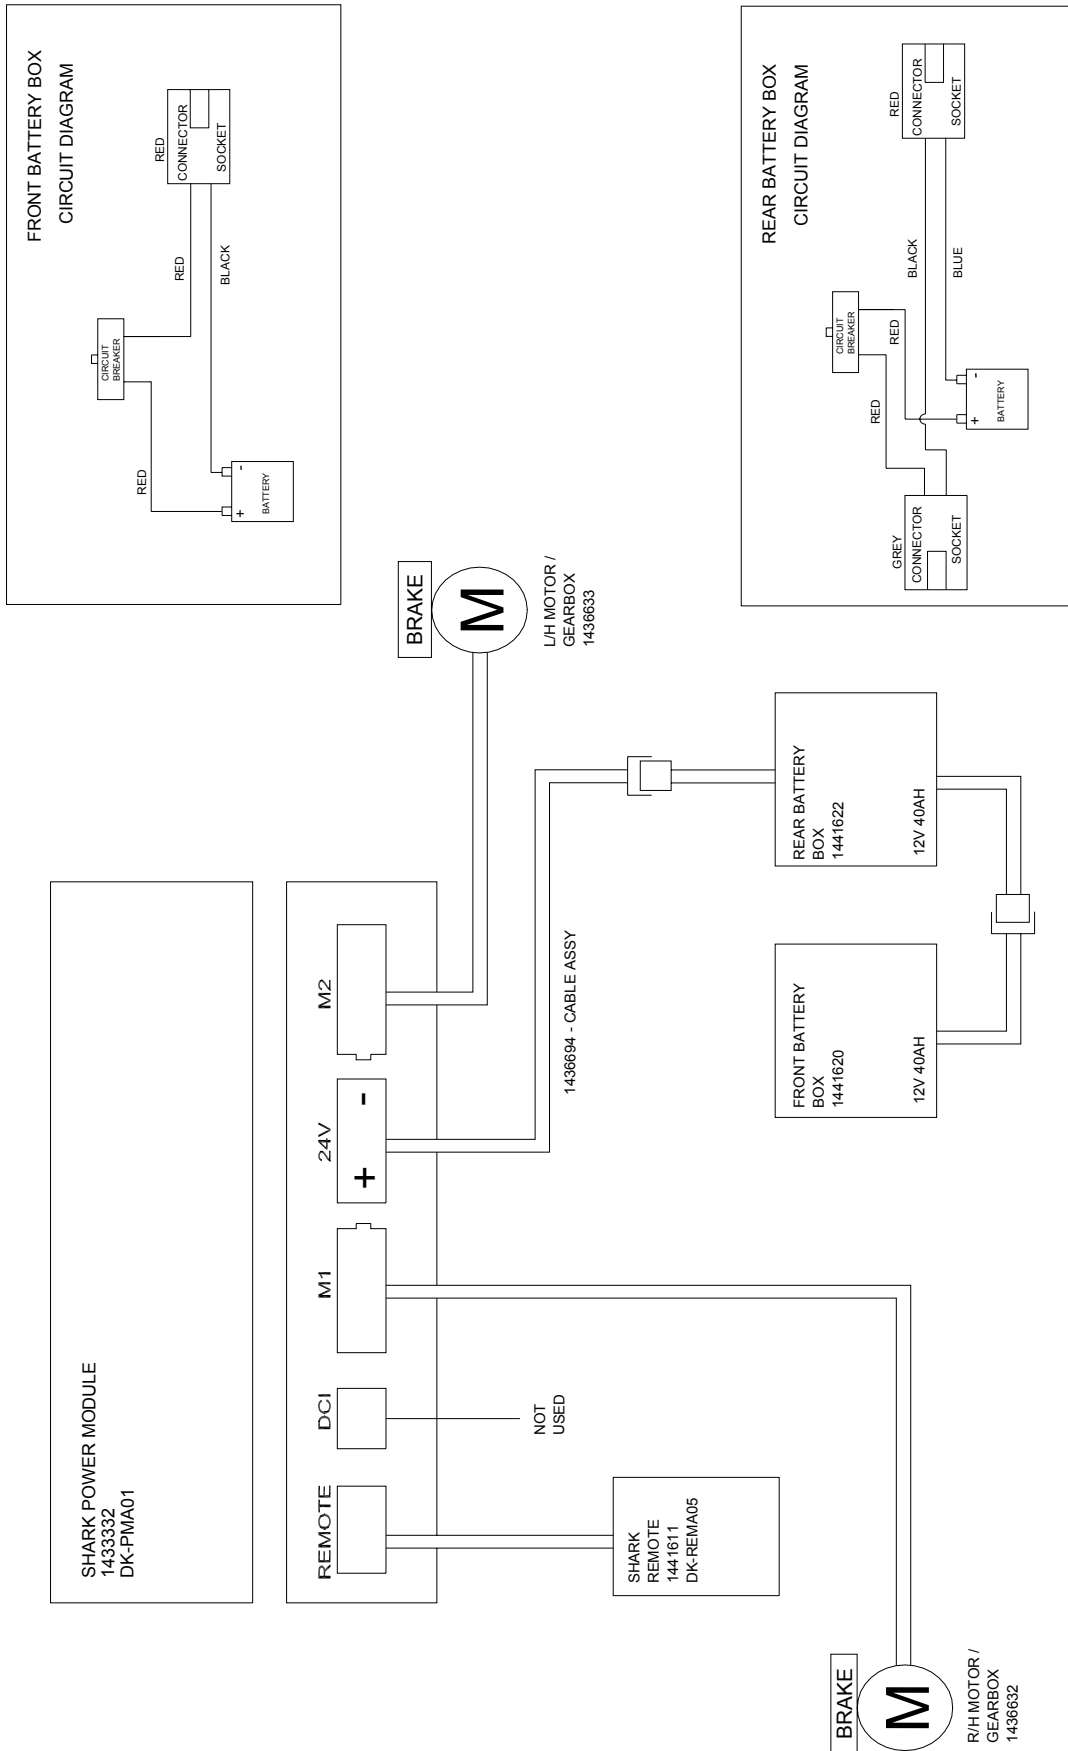 SHARK POWER MODULE
1433332
DK-PMA01
REMOTE
DCI
M1
24V
M2
+
-
NOT
USED
SHARK
REMOTE
1441611
DK-REMA05
BRAKE
M
R/H MOTOR /
GEARBOX
1436632
BRAKE
M
L/H MOTOR /
GEARBOX
1436633
1436694 - CABLE ASSY
FRONT BATTERY
BOX
1441620
12V 40AH
REAR BATTERY
BOX
1441622
12V 40AH
FRONT BATTERY BOX
CIRCUIT DIAGRAM
CIRCUIT
BREAKER
RED
RED
BLACK
+
-
BATTERY
RED
CONNECTOR
SOCKET
REAR BATTERY BOX
CIRCUIT DIAGRAM
CIRCUIT
BREAKER
RED
RED
BLACK
BLUE
GREY
CONNECTOR
SOCKET
+
-
BATTERY
RED
CONNECTOR
SOCKET